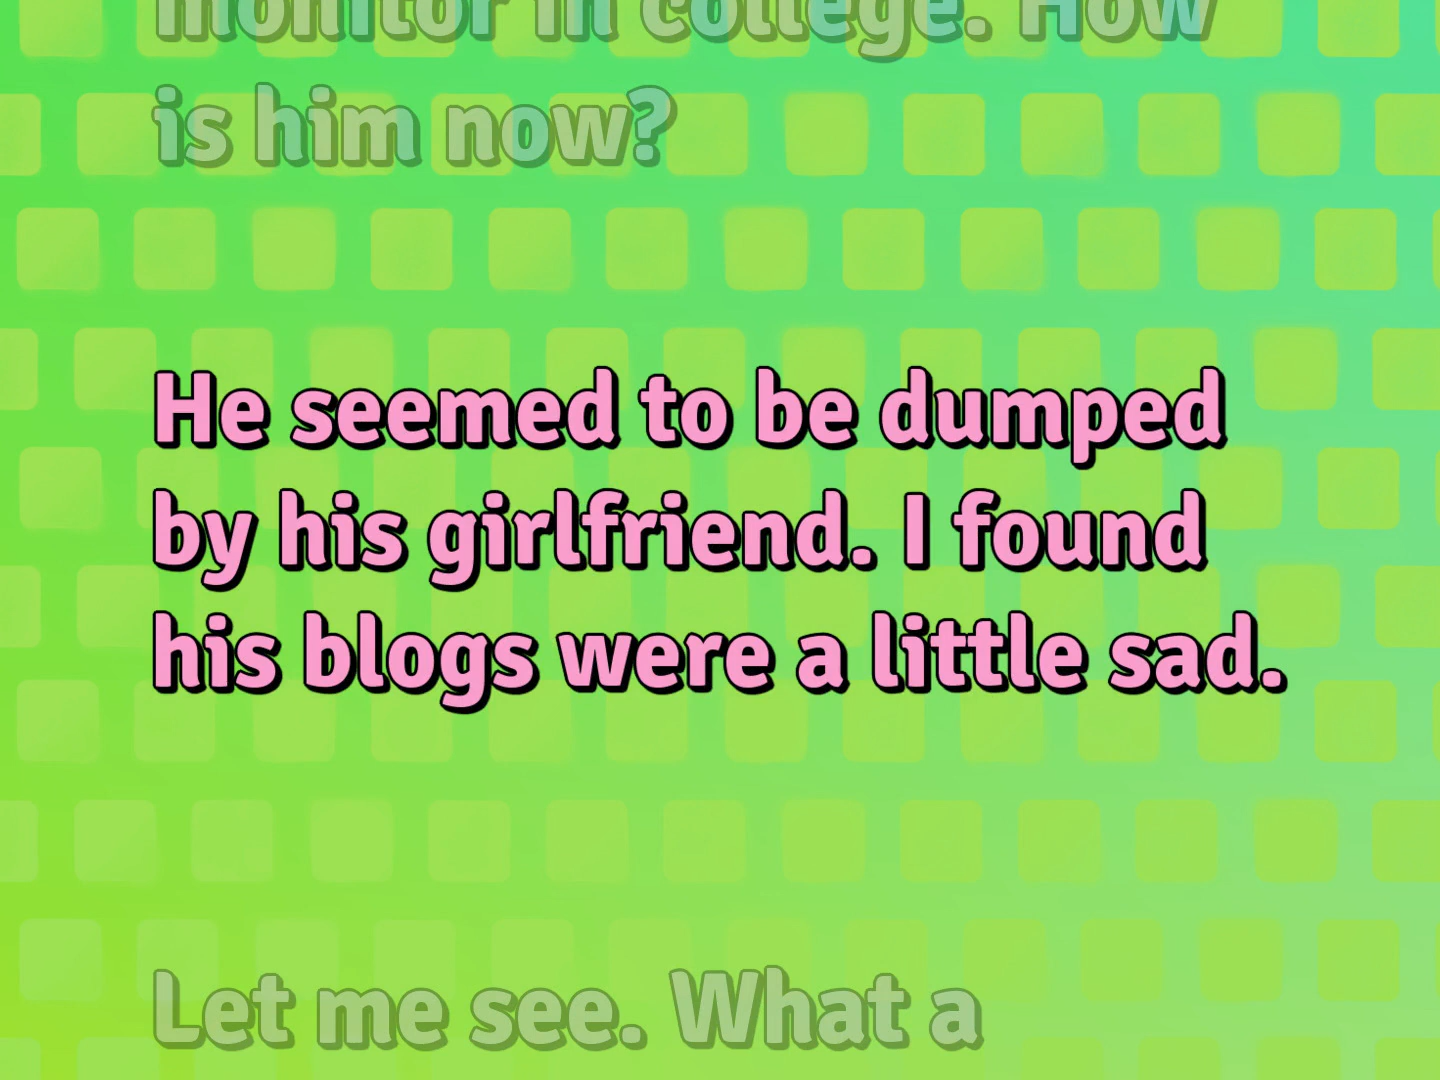 monitor in college. How
is him now?
He seemed to be dumped
by his girlfriend. I found
his blogs were a little sad.
Let me see. What a